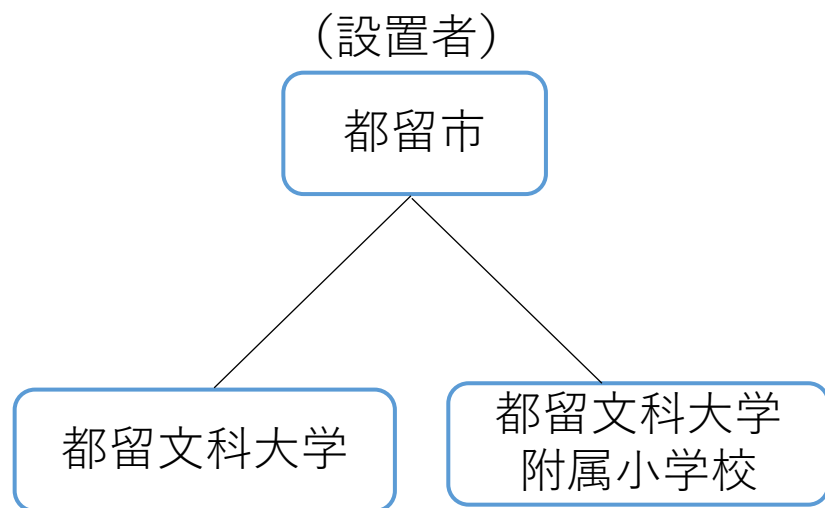 （設置者）
都留市
都留文科大学
都留文科大学
附属小学校